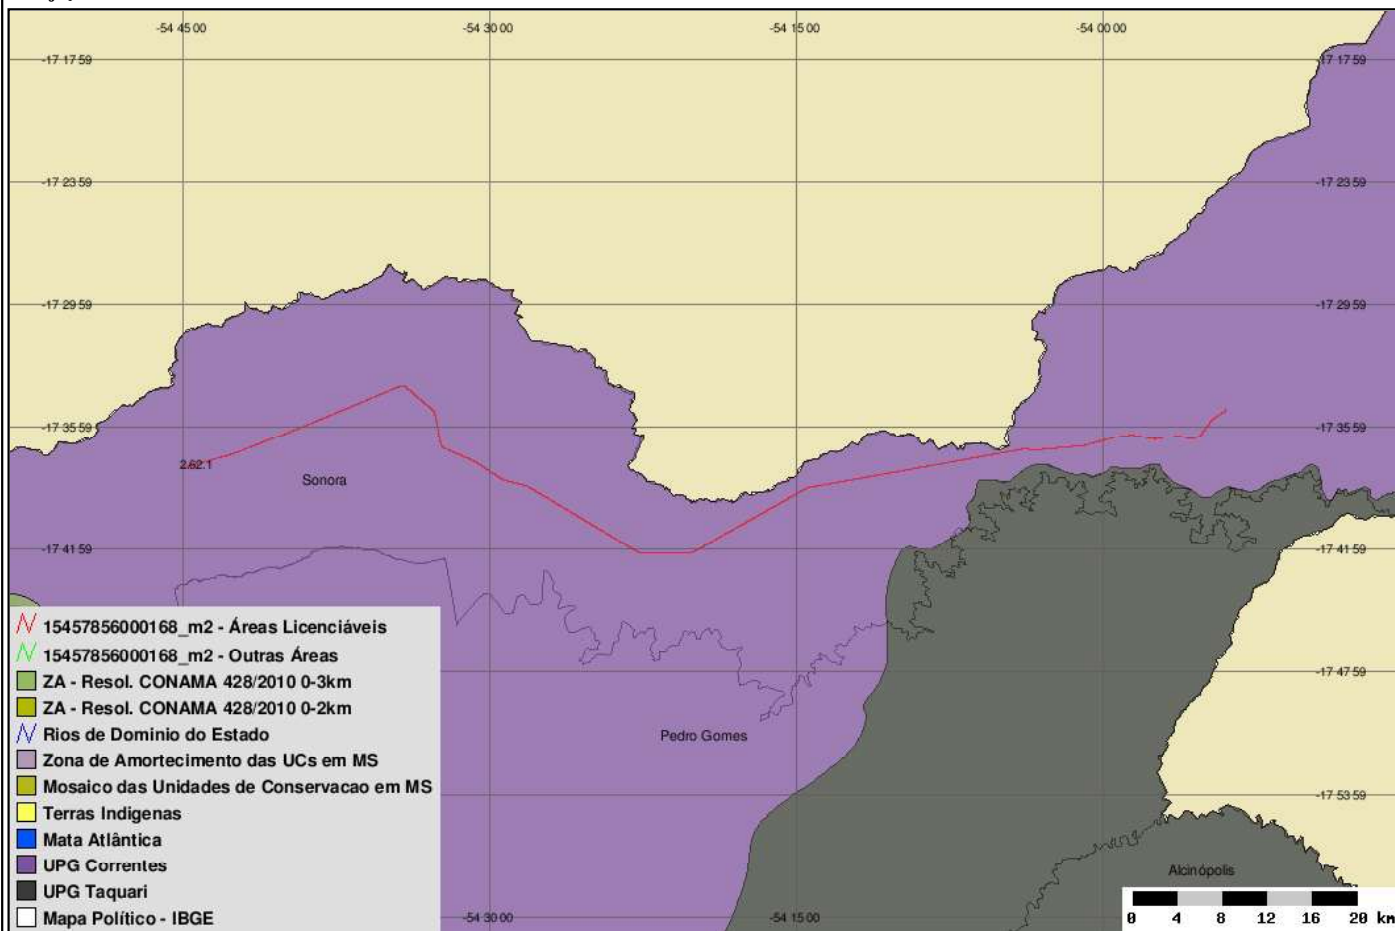 -54 45 00 -54 30 00 -54 15 00 -54 00 00
-17 17 59 -17 17 59
-17 23 59 -17 23 59
-17 29 59 -17 29 59
-17 35 59 -17 35 59
2.62.1
Sonora
-17 41 59 -17 41 59
15457856000168_m2 - Áreas Licenciáveis
15457856000168_m2 - Outras Áreas
ZA - Resol. CONAMA 428/2010 0-3km
-17 47 59
ZA - Resol. CONAMA 428/2010 0-2km
Rios de Dominio do Estado
Pedro Gomes
Zona de Amortecimento das UCs em MS
Mosaico das Unidades de Conservacao em MS
-17 53 59
Terras Indigenas
Mata Atlântica
UPG Correntes
Alcinópolis
UPG Taquari
Mapa Político - IBGE
-54 30 00 -54 15 00
0 4 8 12 16 20 km